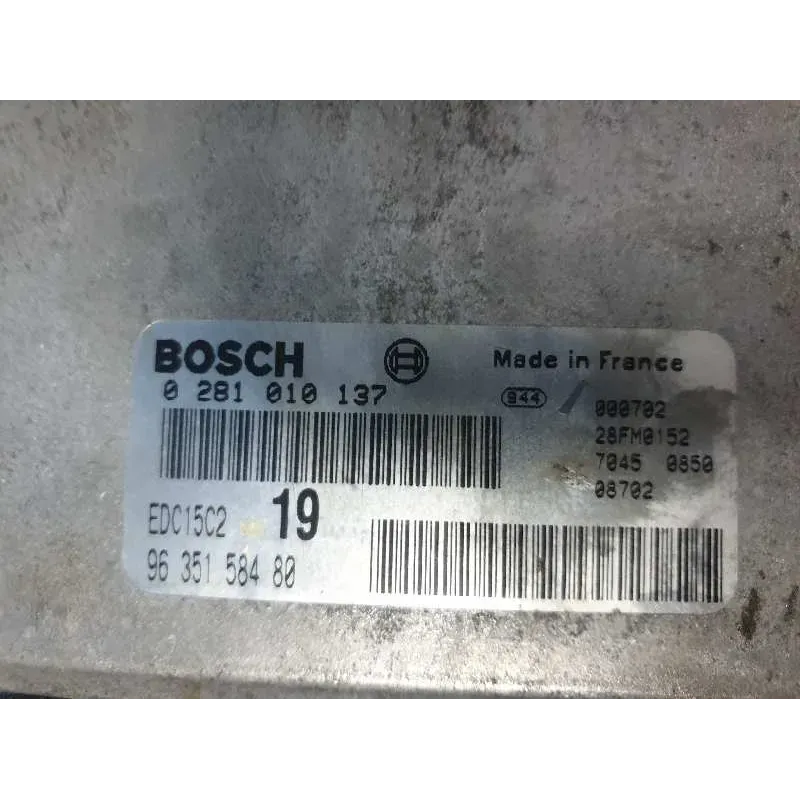 BOSCH
Made in France
0 281 010 137
944
000702
28FM0152
7045 0850
08702
EDC15C2 19
96 351 584 80